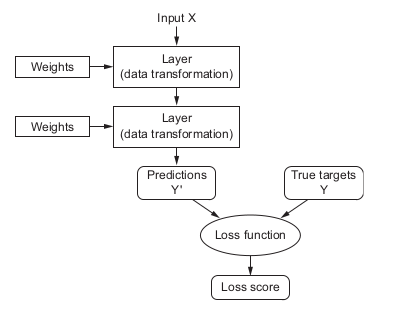 Input X
Layer
(data transformation)
Weights
Layer
(data transformation)
Weights
Predictions
Y'
True targets
Y
Loss function
Loss score